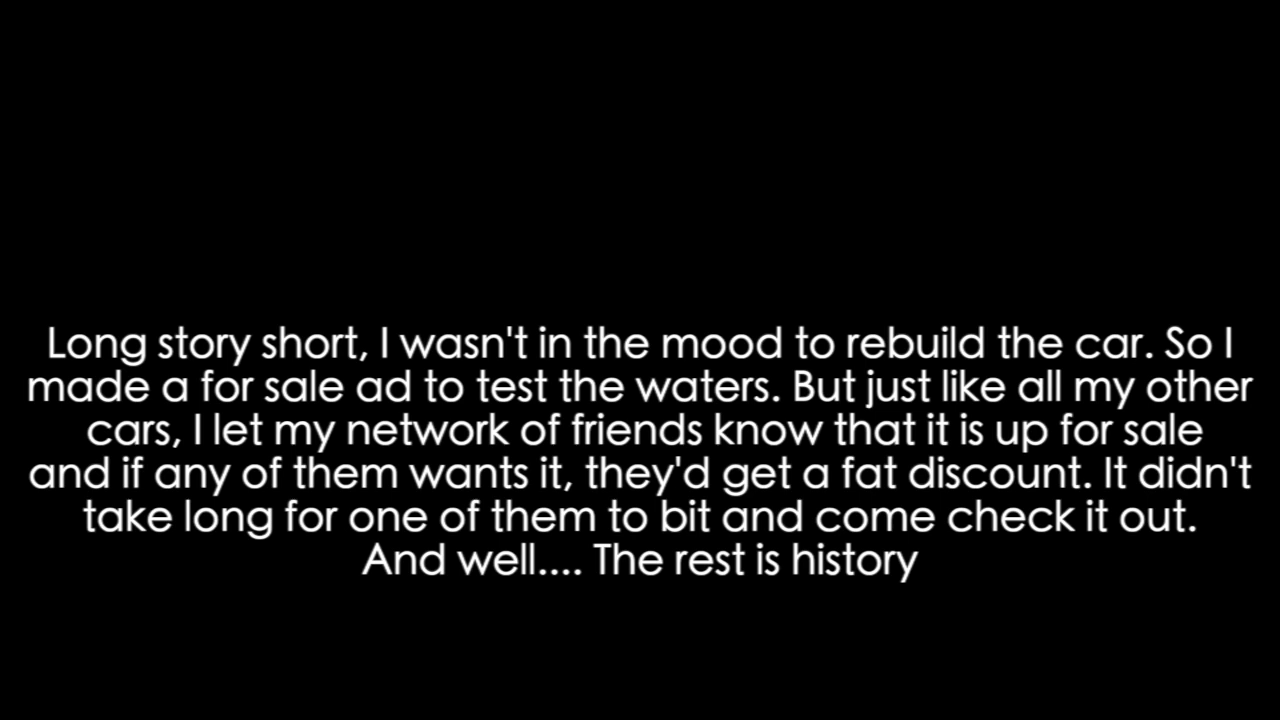 Long story short, I wasn't in the mood to rebuild the car. So I
made a for sale ad to test the waters. But just like all my other
cars, I let my network of friends know that it is up for sale
and if any of them wants it, they'd get a fat discount. It didn't
take long for one of them to bit and come check it out.
And well.... The rest is history